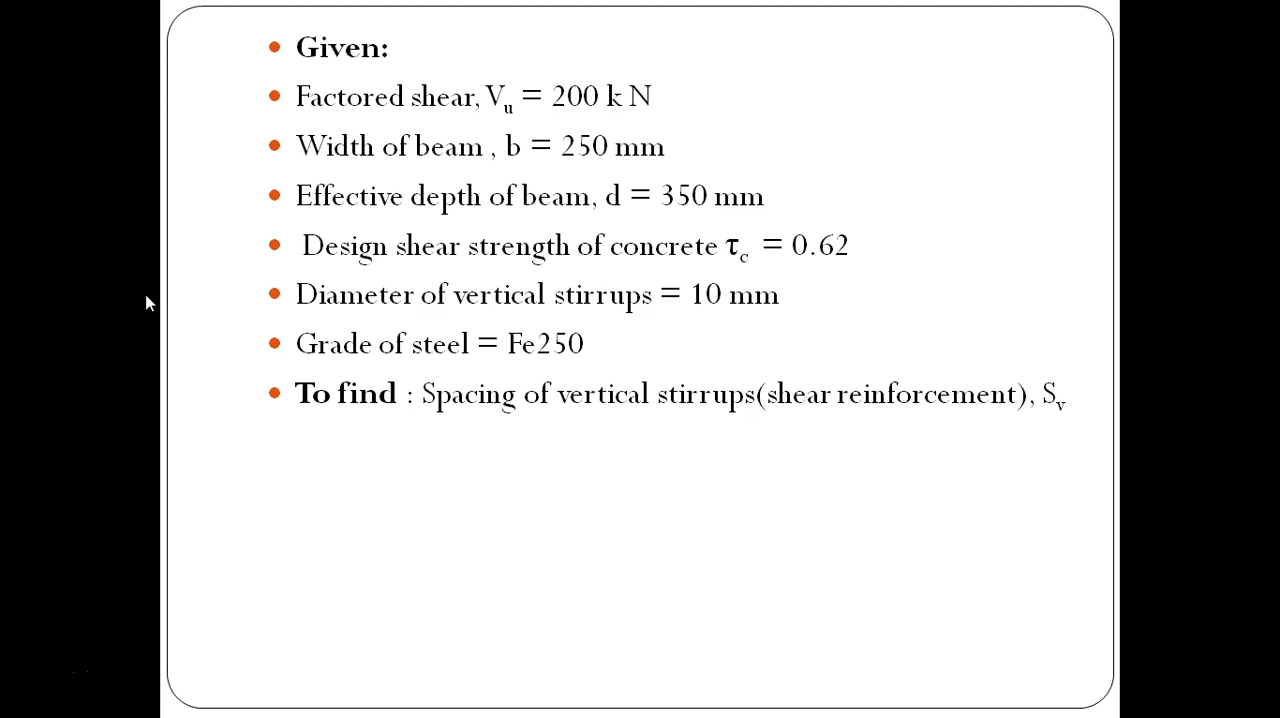 • Given:
• Factored shear, Vu = 200 k N
• Width of beam , b = 250 mm
• Effective depth of beam, d = 350 mm
• Design shear strength of concrete τc = 0.62
• Diameter of vertical stirrups = 10 mm
• Grade of steel = Fe250
• To find : Spacing of vertical stirrups(shear reinforcement), Sv